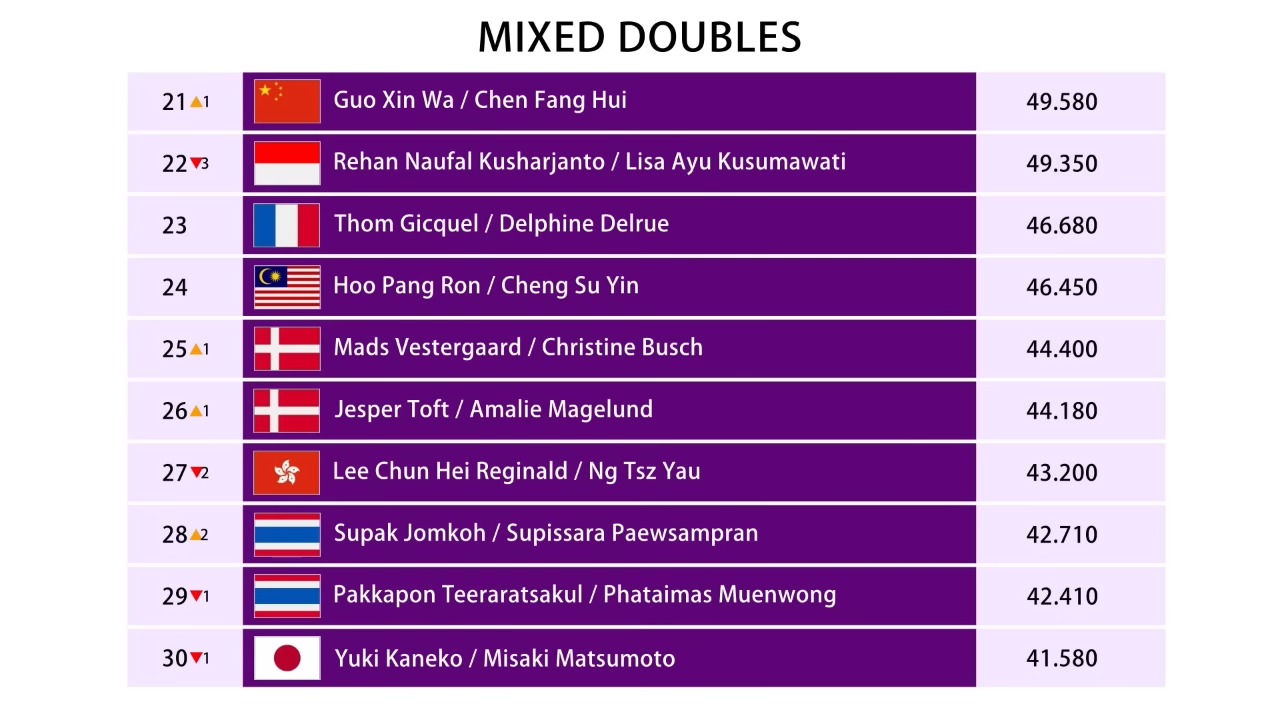 MIXED DOUBLES
21▲1 Guo Xin Wa / Chen Fang Hui 49.580
22▼3 Rehan Naufal Kusharjanto / Lisa Ayu Kusumawati 49.350
23 Thom Gicquel / Delphine Delrue 46.680
24 Hoo Pang Ron / Cheng Su Yin 46.450
25▲1 Mads Vestergaard / Christine Busch 44.400
26▲1 Jesper Toft / Amalie Magelund 44.180
27▼2 Lee Chun Hei Reginald / Ng Tsz Yau 43.200
28▲2 Supak Jomkoh / Supissara Paewsampran 42.710
29▼1 Pakkapon Teeraratsakul / Phataimas Muenwong 42.410
30▼1 Yuki Kaneko / Misaki Matsumoto 41.580